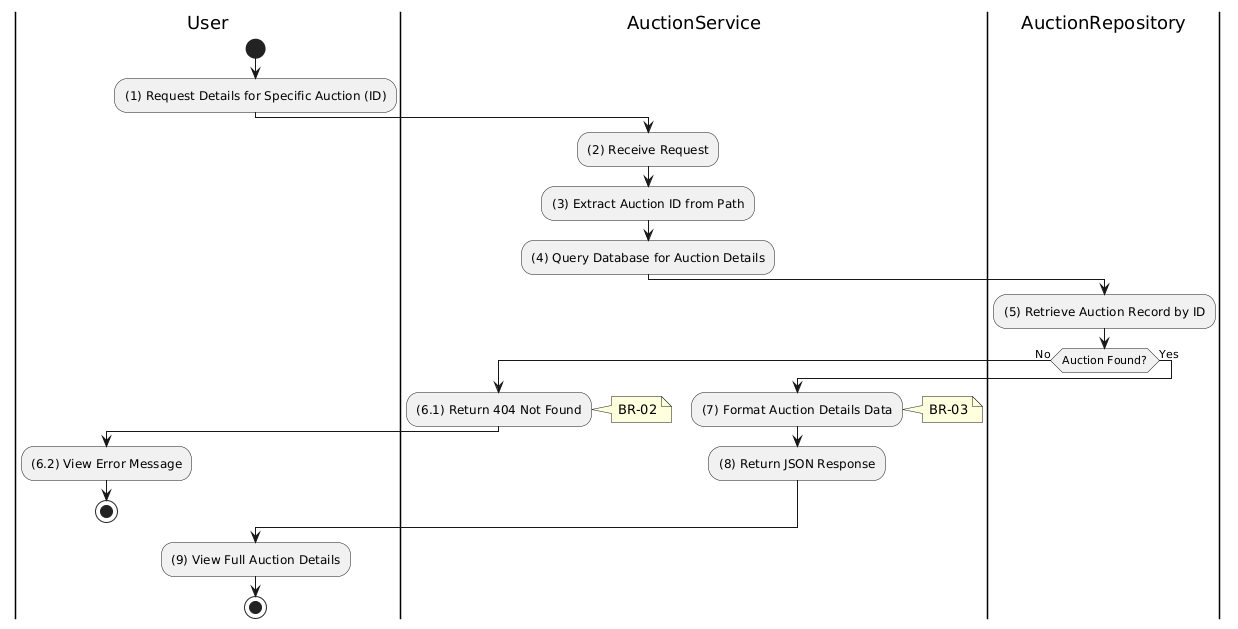 User
AuctionService
AuctionRepository
(1) Request Details for Specific Auction (ID)
(2) Receive Request
(3) Extract Auction ID from Path
(4) Query Database for Auction Details
(5) Retrieve Auction Record by ID
No
Auction Found?
Yes
(6.1) Return 404 Not Found
BR-02
(7) Format Auction Details Data
BR-03
(6.2) View Error Message
(8) Return JSON Response
(9) View Full Auction Details